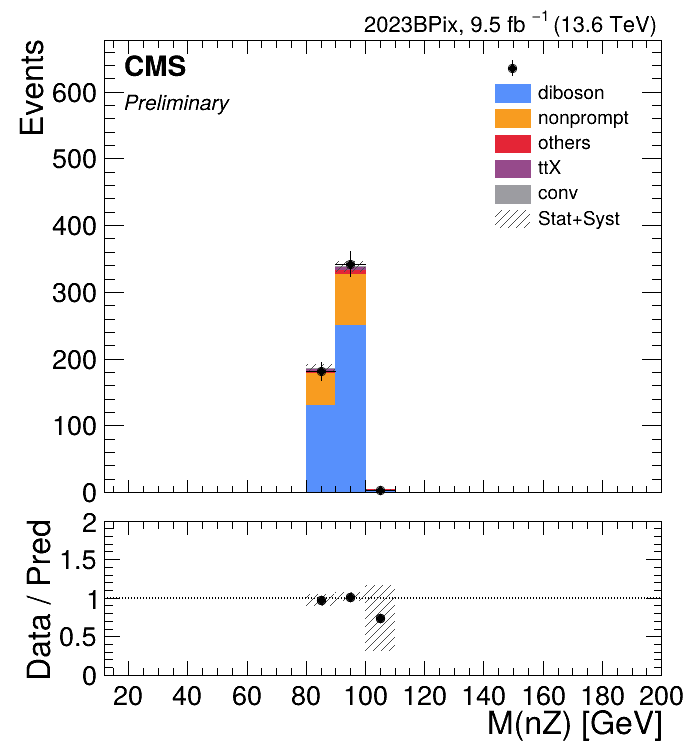 2023BPix, 9.5 fb⁻¹ (13.6 TeV)
CMS
Preliminary
diboson
nonprompt
others
ttX
conv
Stat+Syst
Events
600
500
400
300
200
100
0
Data / Pred
2
1.5
1
0.5
0
20 40 60 80 100 120 140 160 180 200
M(nZ) [GeV]